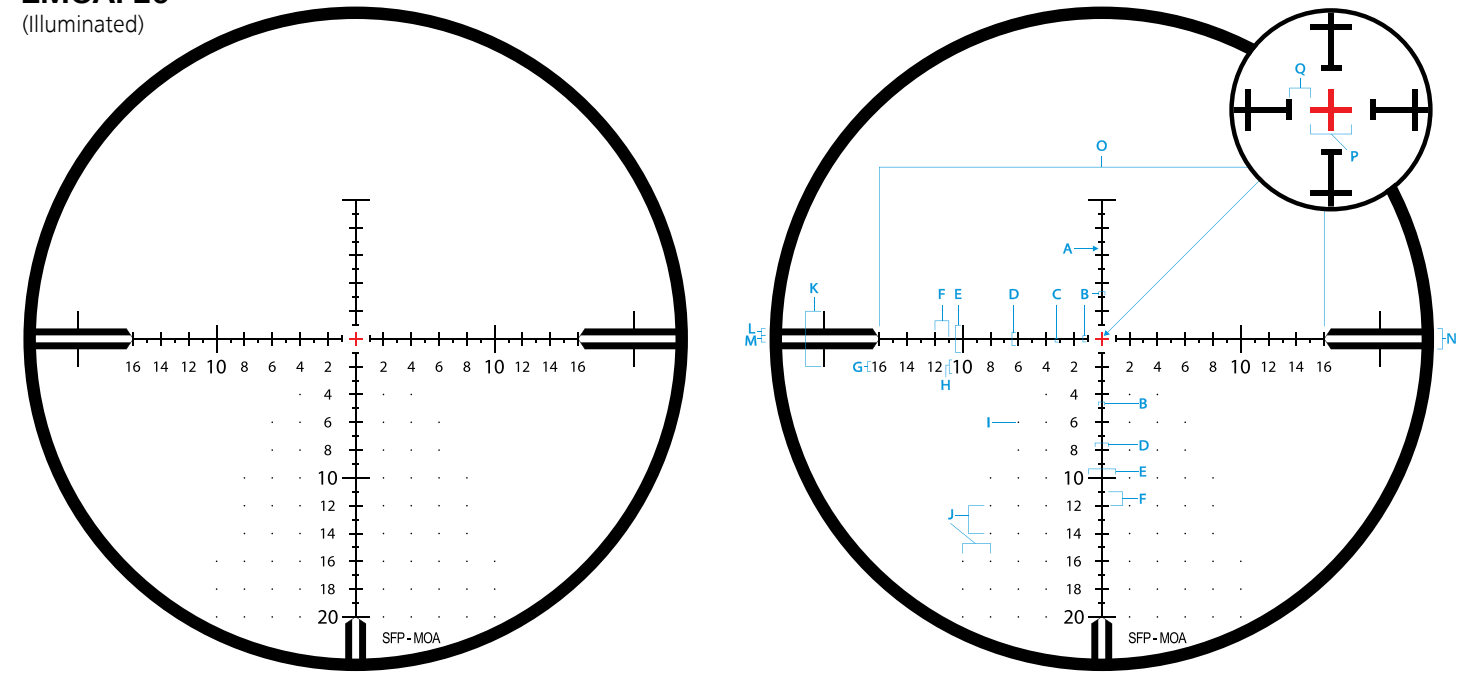 (Illuminated)
16 14 12 10 8 6 4 2 2 4 6 8 10 12 14 16
4
6
8
10
12
14
16
18
20
SFP - MOA
Q
O
P
A
K F E D C B
L
M
N
G 16 14 12 10 8 6 4 2 2 4 6 8 10 12 14 16
H
4
B
I 6
8 D
10 E
12 F
J
14
16
18
20
SFP - MOA